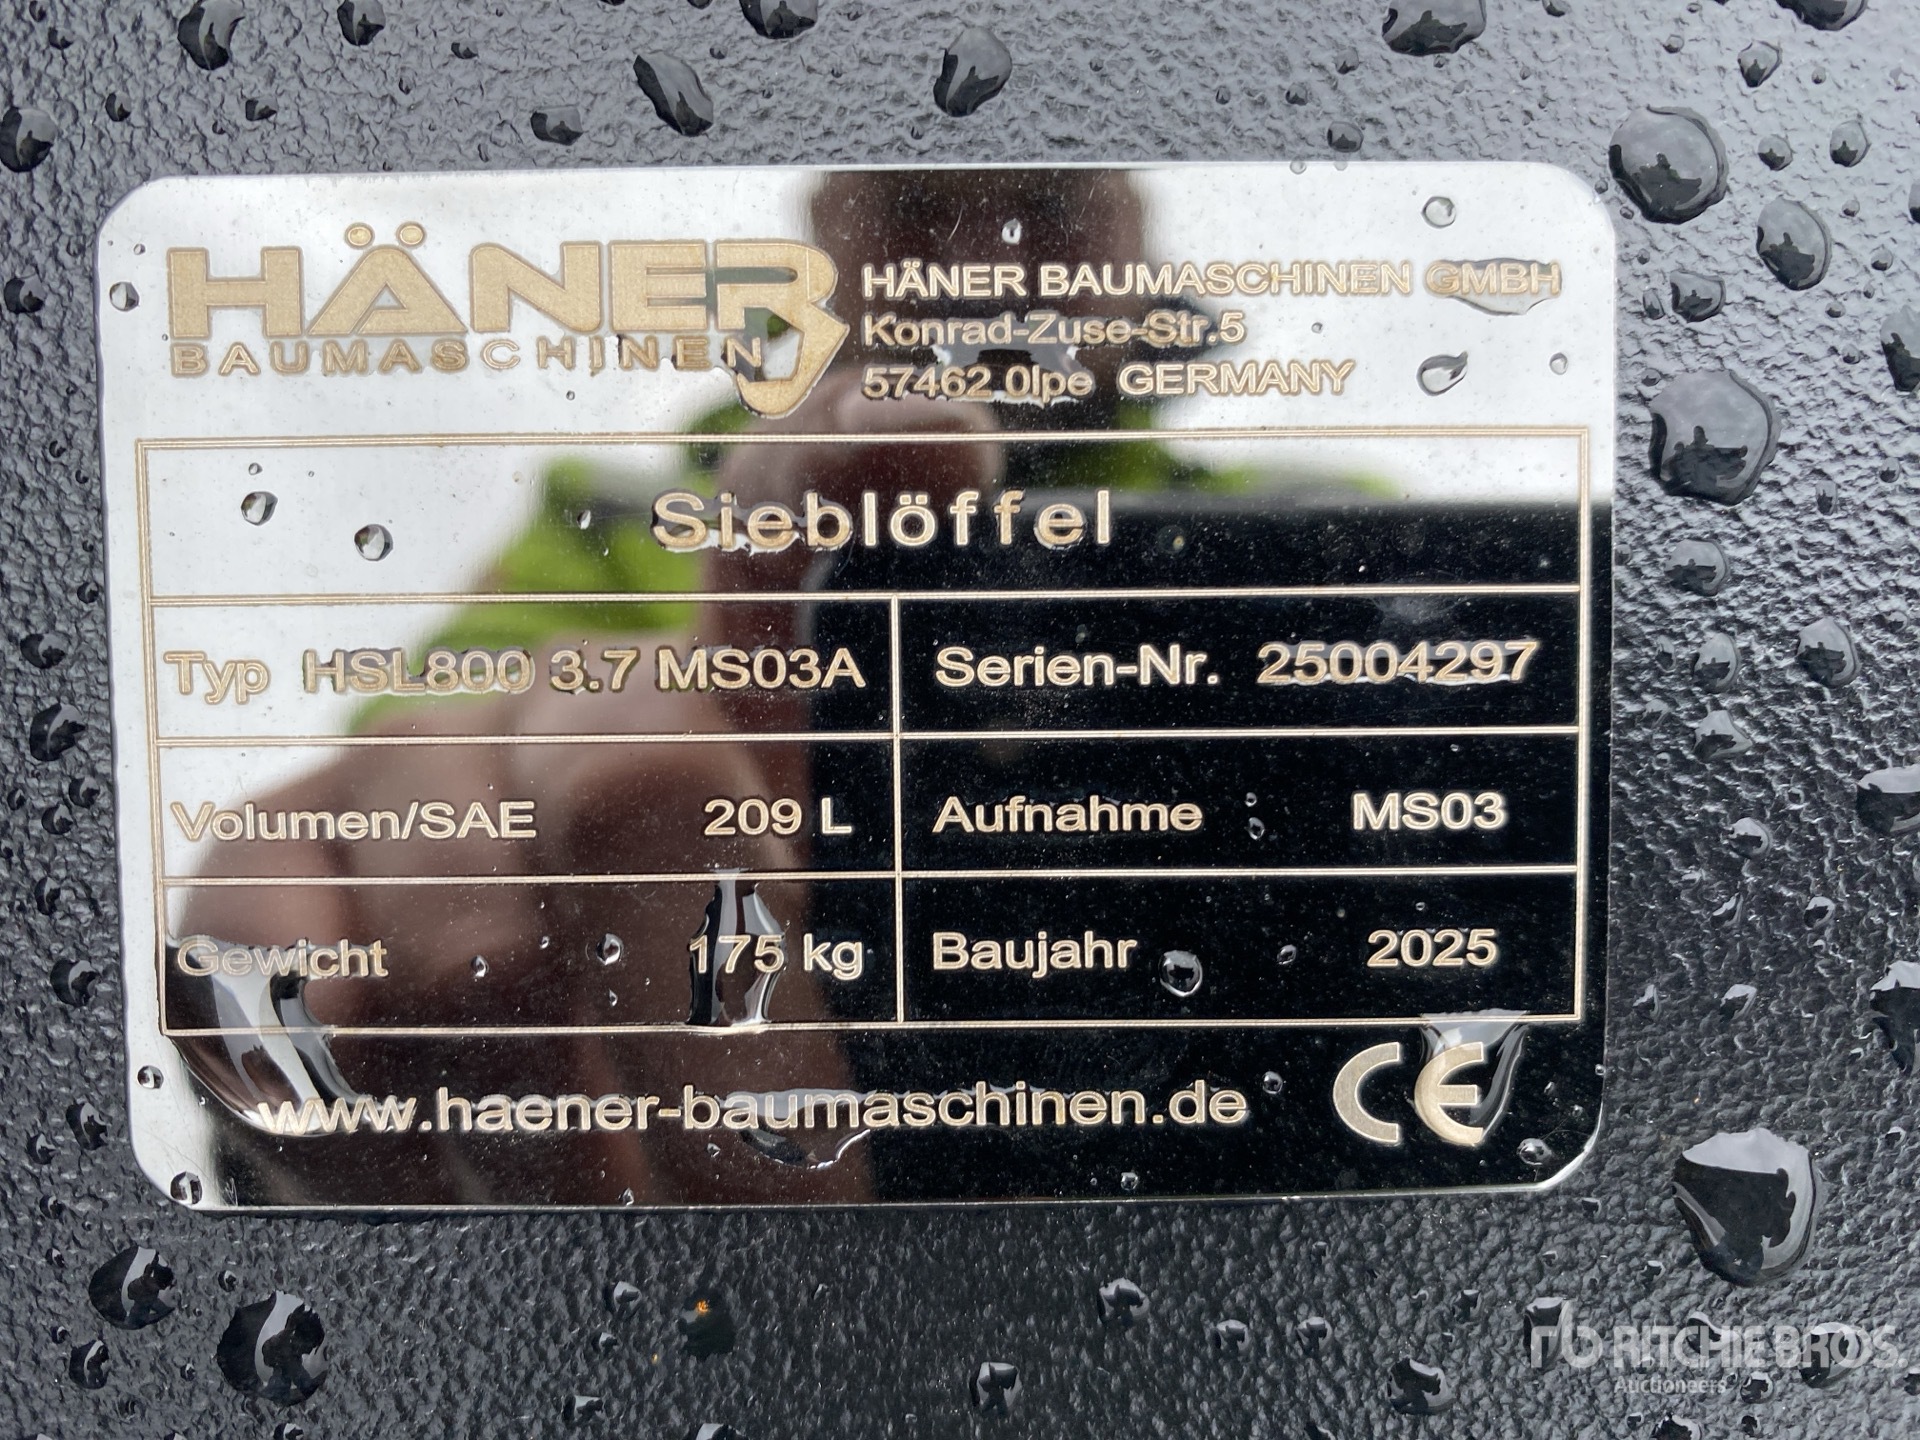 HÄNER
BAUMASCHINEN
HÄNER BAUMASCHINEN GMBH
Konrad-Zuse-Str.5
57462 Olpe GERMANY
Sieblöffel
Typ HSL800 3.7 MS03A
Serien-Nr. 25004297
Volumen/SAE 209 L
Aufnahme MS03
Gewicht 175 kg
Baujahr 2025
www.haener-baumaschinen.de
CE
rb RITCHIE BROS.
Auctioneers